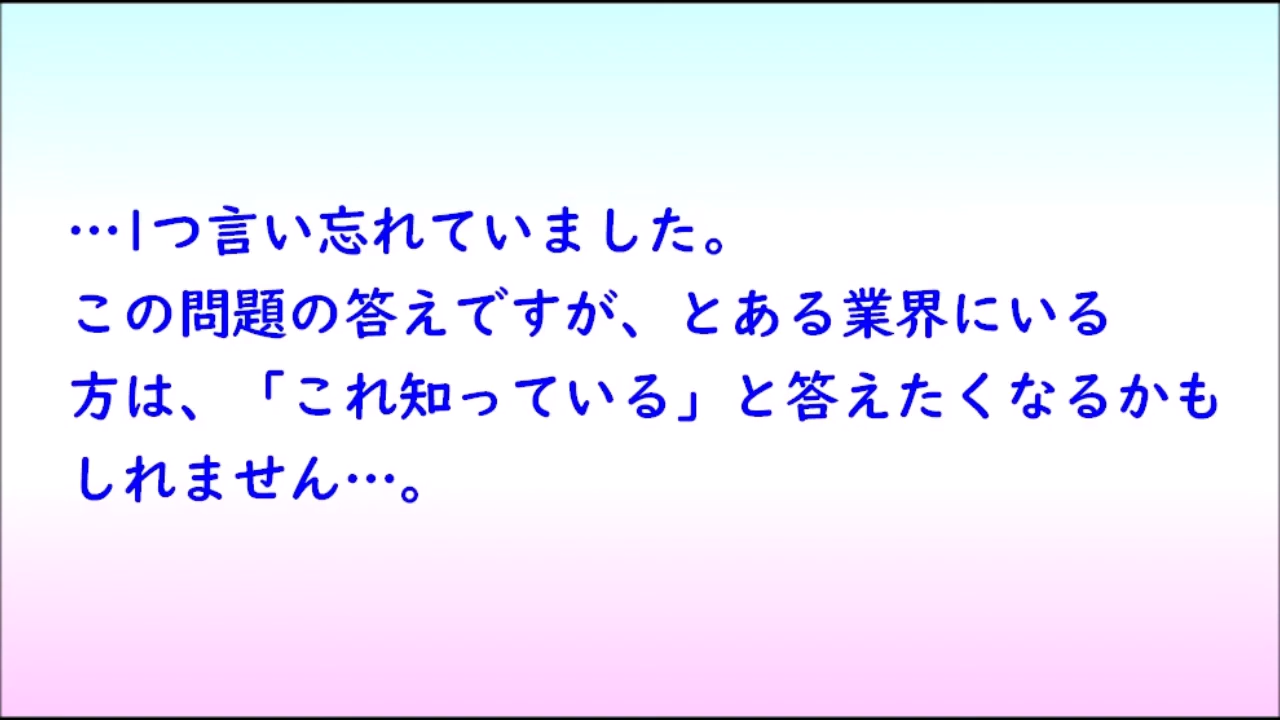 …1つ言い忘れていました。
この問題の答えですが、とある業界にいる
方は、「これ知っている」と答えたくなるかも
しれません…。